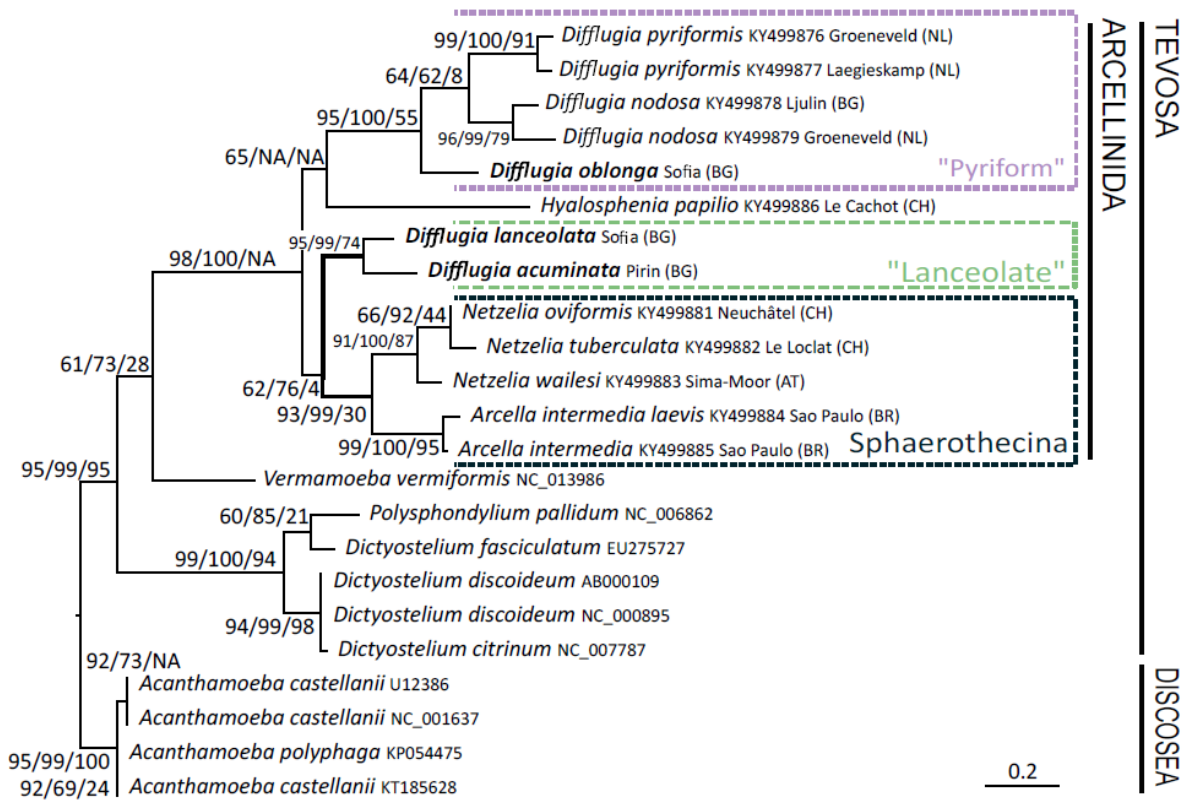 99/100/91
Difflugia pyriformis KY499876 Groeneveld (NL)
64/62/8
Difflugia pyriformis KY499877 Laegieskamp (NL)
95/100/55
Difflugia nodosa KY499878 Ljulin (BG)
96/99/79
Difflugia nodosa KY499879 Groeneveld (NL)
65/NA/NA
Difflugia oblonga Sofia (BG)
"Pyriform"
Hyalosphenia papilio KY499886 Le Cachot (CH)
95/99/74
Difflugia lanceolata Sofia (BG)
98/100/NA
Difflugia acuminata Pirin (BG)
"Lanceolate"
66/92/44
Netzelia oviformis KY499881 Neuchâtel (CH)
91/100/87
Netzelia tuberculata KY499882 Le Loclat (CH)
61/73/28
62/76/4
Netzelia wailesi KY499883 Sima-Moor (AT)
93/99/30
Arcella intermedia laevis KY499884 Sao Paulo (BR)
99/100/95
Arcella intermedia KY499885 Sao Paulo (BR)
Sphaerothecina
95/99/95
Vermamoeba vermiformis NC_013986
60/85/21
Polysphondylium pallidum NC_006862
99/100/94
Dictyostelium fasciculatum EU275727
Dictyostelium discoideum AB000109
Dictyostelium discoideum NC_000895
94/99/98
Dictyostelium citrinum NC_007787
92/73/NA
Acanthamoeba castellanii U12386
Acanthamoeba castellanii NC_001637
95/99/100
Acanthamoeba polyphaga KP054475
92/69/24
Acanthamoeba castellanii KT185628
0.2
ARCELLINIDA
TEVOSA
DISCOSEA